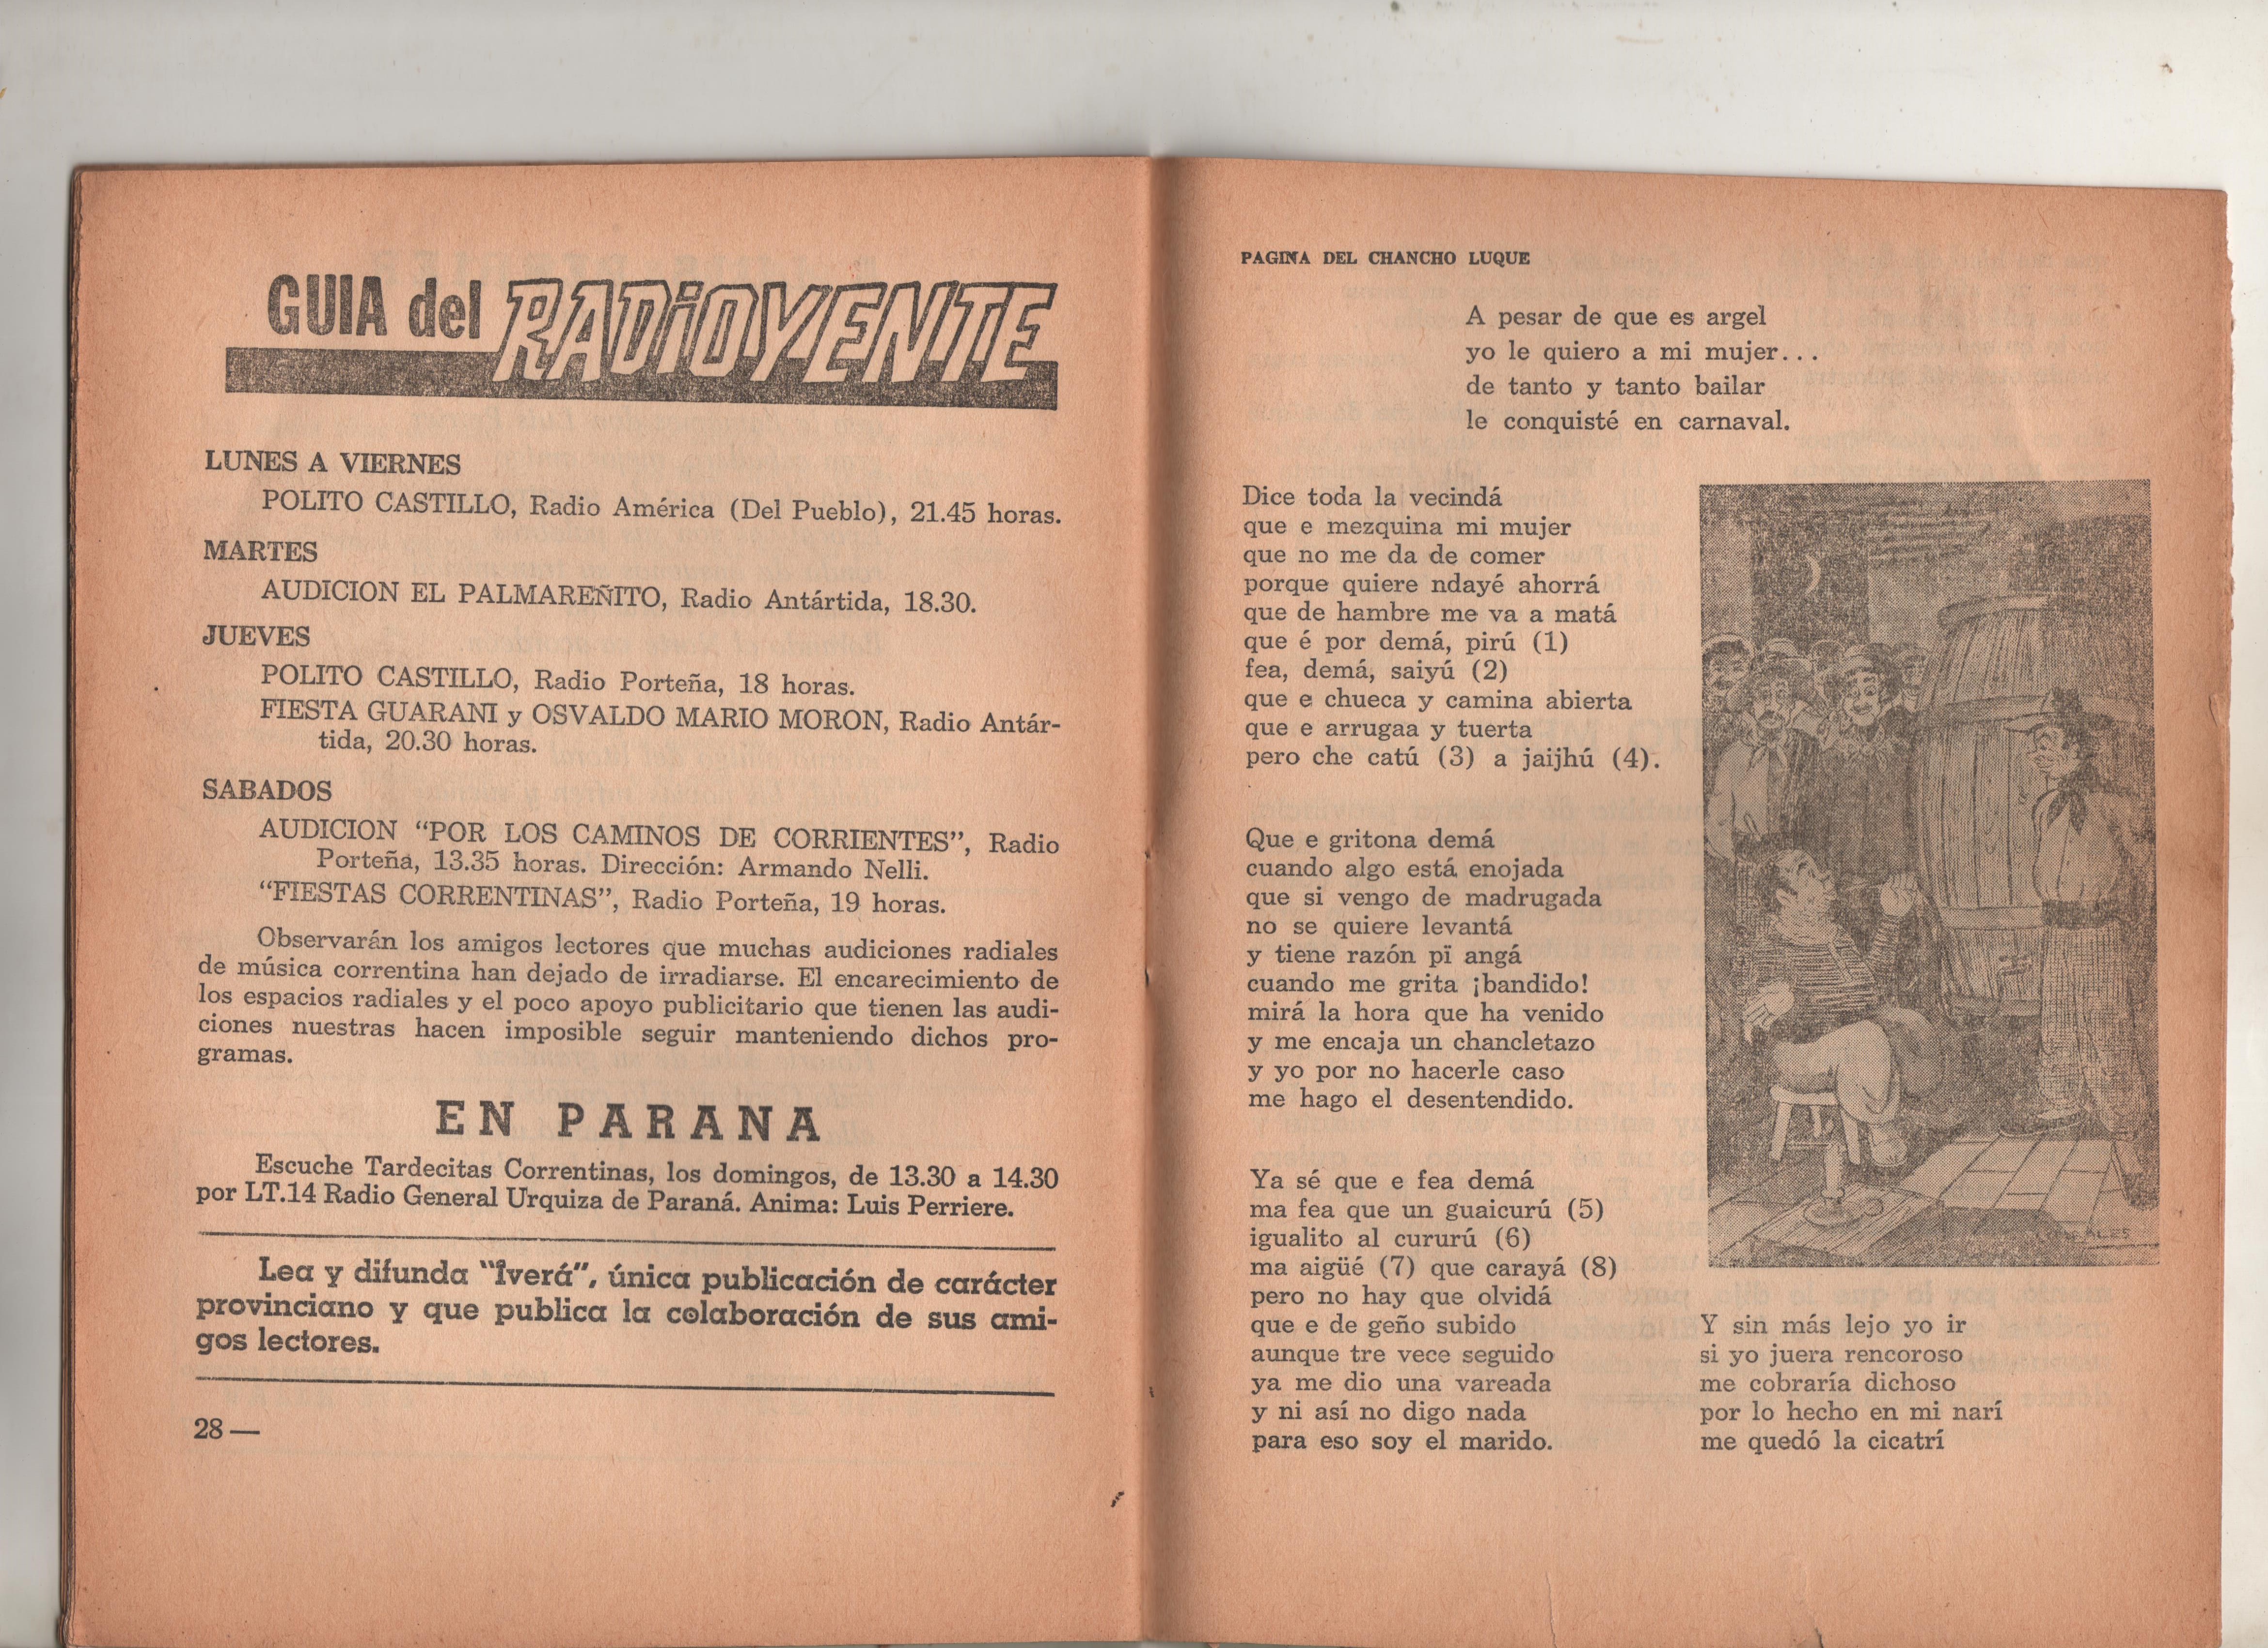 GUIA del RADiOYENTE
LUNES A VIERNES
POLITO CASTILLO, Radio América (Del Pueblo), 21.45 horas.
MARTES
AUDICION EL PALMAREÑITO, Radio Antártida, 18.30.
JUEVES
POLITO CASTILLO, Radio Porteña, 18 horas.
FIESTA GUARANI y OSVALDO MARIO MORON, Radio Antár-
tida, 20.30 horas.
SABADOS
AUDICION “POR LOS CAMINOS DE CORRIENTES”, Radio
Porteña, 13.35 horas. Dirección: Armando Nelli.
“FIESTAS CORRENTINAS”, Radio Porteña, 19 horas.
Observarán los amigos lectores que muchas audiciones radiales
de música correntina han dejado de irradiarse. El encarecimiento de
los espacios radiales y el poco apoyo publicitario que tienen las audi-
ciones nuestras hacen imposible seguir manteniendo dichos pro-
gramas.
EN PARANA
Escuche Tardecitas Correntinas, los domingos, de 13.30 a 14.30
por LT.14 Radio General Urquiza de Paraná. Anima: Luis Perriere.
Lea y difunda “Iverá”, única publicación de carácter
provinciano y que publica la colaboración de sus ami-
gos lectores.
28 —
PAGINA DEL CHANCHO LUQUE
A pesar de que es argel
yo le quiero a mi mujer...
de tanto y tanto bailar
le conquisté en carnaval.
Dice toda la vecindá
que e mezquina mi mujer
que no me da de comer
porque quiere ndayé ahorrá
que de hambre me va a matá
que é por demá, pirú (1)
fea, demá, saiyú (2)
que e chueca y camina abierta
que e arrugaa y tuerta
pero che catú (3) a jaijhú (4).
Que e gritona demá
cuando algo está enojada
que si vengo de madrugada
no se quiere levantá
y tiene razón pï angá
cuando me grita ¡bandido!
mirá la hora que ha venido
y me encaja un chancletazo
y yo por no hacerle caso
me hago el desentendido.
Ya sé que e fea demá
ma fea que un guaicurú (5)
igualito al cururú (6)
ma aigüé (7) que carayá (8)
pero no hay que olvidá
que e de geño subido
aunque tre vece seguido
ya me dio una vareada
y ni así no digo nada
para eso soy el marido.
Y sin más lejo yo ir
si yo juera rencoroso
me cobraría dichoso
por lo hecho en mi narí
me quedó la cicatrí